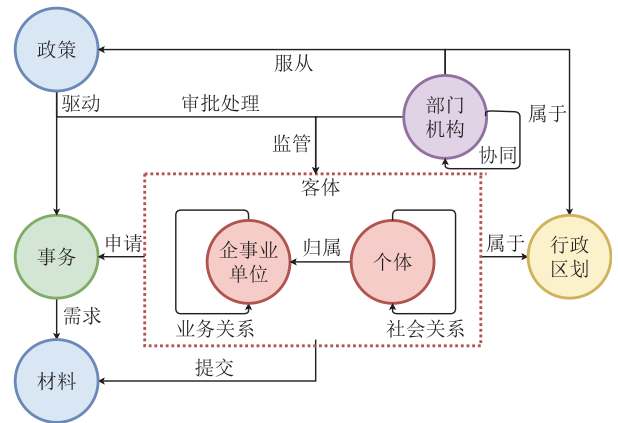 政策
服从
驱动
审批处理
部门
机构
属于
监管
协同
客体
事务
申请
企事业
单位
归属
个体
属于
行政
区划
需求
业务关系
社会关系
提交
材料